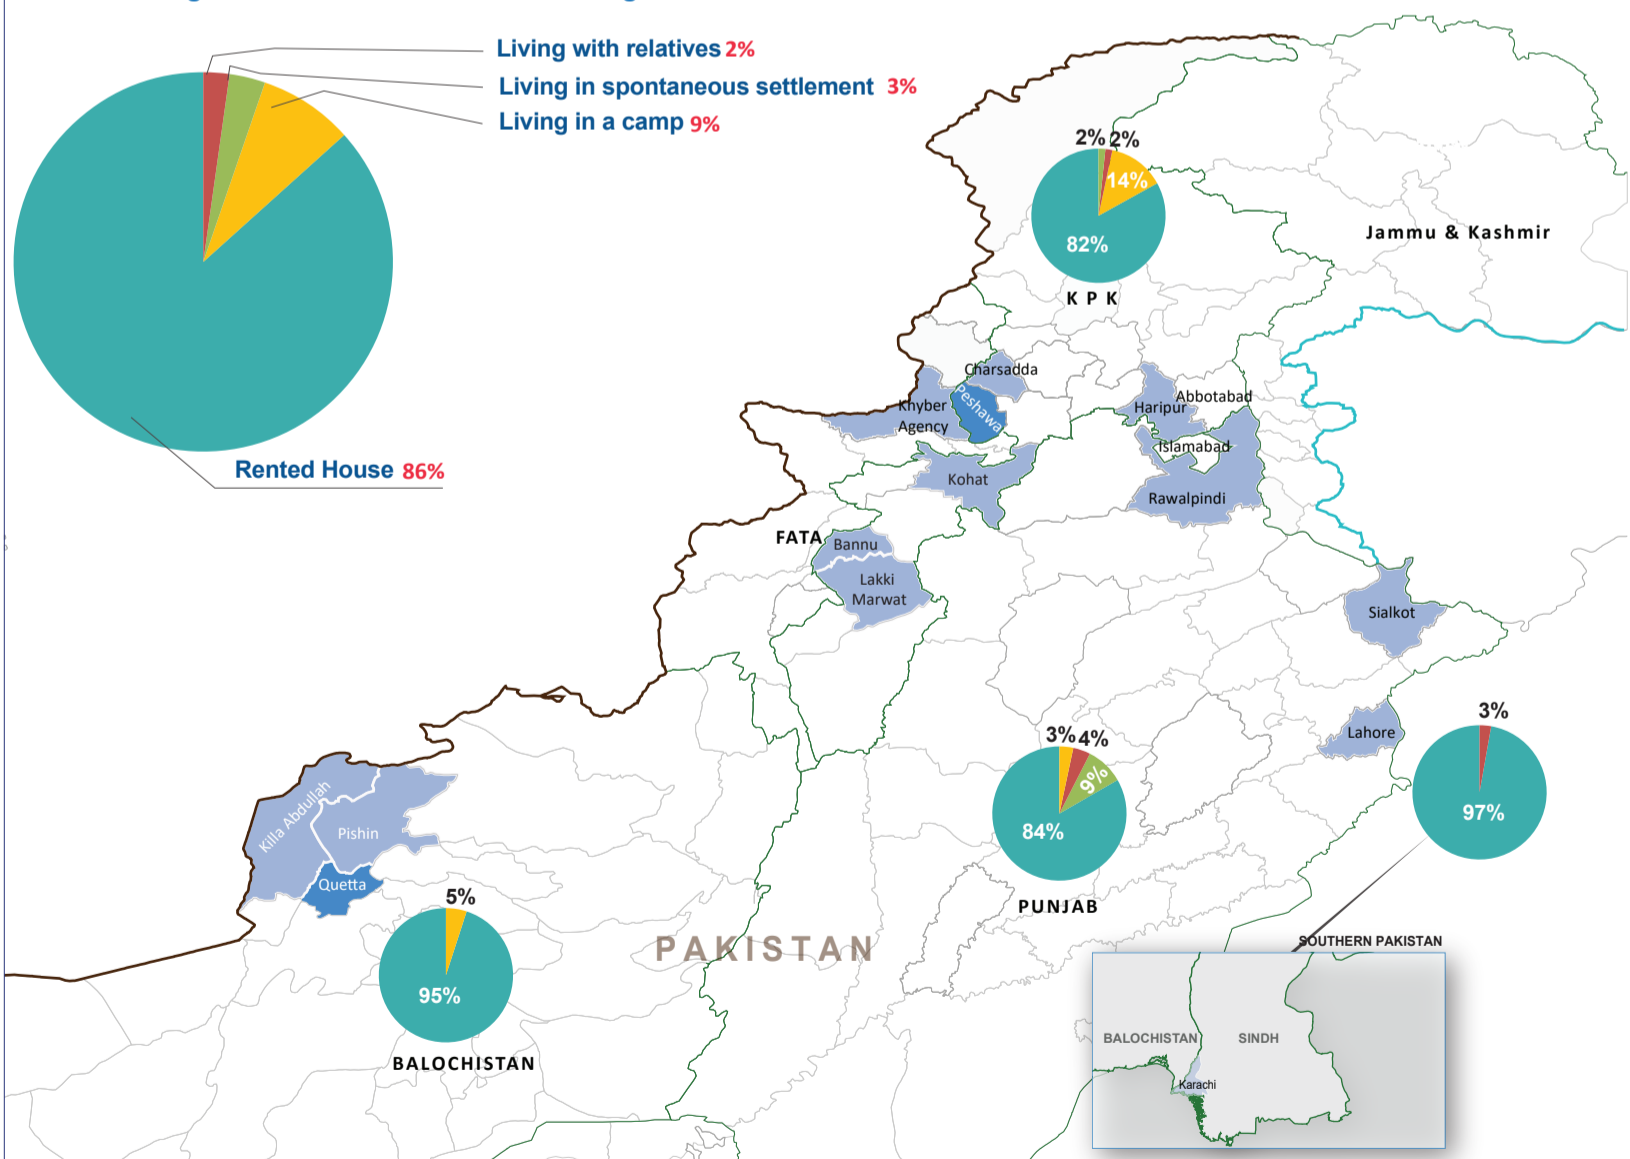 Living with relatives 2%
Living in spontaneous settlement 3%
Living in a camp 9%
Rented House 86%
2% 2%
14%
82%
K P K
Jammu & Kashmir
Charsadda
Khyber
Agency
Peshawa
Haripur
Abbotabad
Islamabad
Rawalpindi
Kohat
FATA
Bannu
Lakki
Marwat
Sialkot
Lahore
3%
97%
3% 4%
9%
84%
PUNJAB
Killa Abdullah
Pishin
Quetta
5%
95%
BALOCHISTAN
PAKISTAN
SOUTHERN PAKISTAN
BALOCHISTAN
SINDH
Karachi